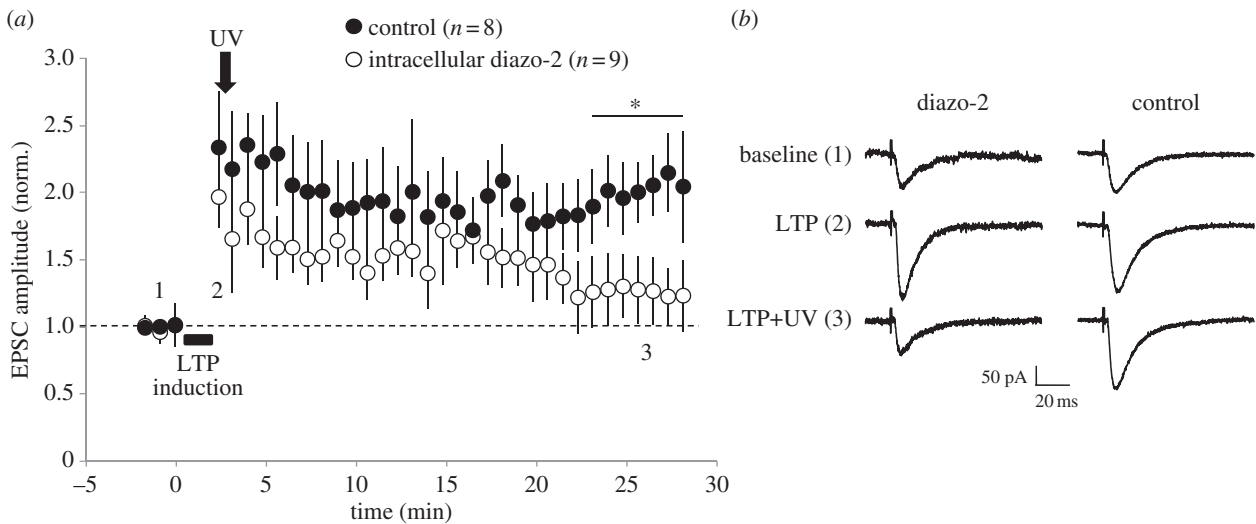 (a)
UV
control (n=8)
intracellular diazo-2 (n=9)
3.0
2.5
2.0
1.5
1.0
0.5
0
EPSC amplitude (norm.)
*
1
2
3
LTP
induction
–5
0
5
10
15
20
25
30
time (min)
(b)
diazo-2
control
baseline (1)
LTP (2)
LTP+UV (3)
50 pA
20 ms